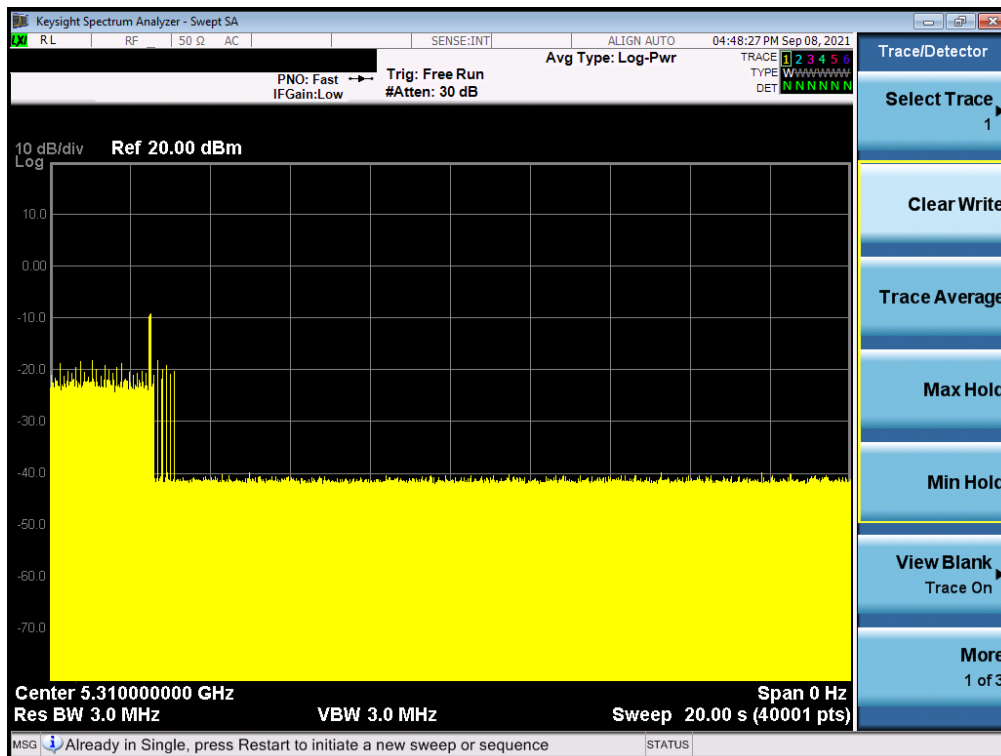 Keysight Spectrum Analyzer - Swept SA
LXI RL RF 50 Ω AC SENSE:INT ALIGN AUTO 04:48:27 PM Sep 08, 2021
Avg Type: Log-Pwr
PNO: Fast
IFGain:Low
Trig: Free Run
#Atten: 30 dB
TRACE 1 2 3 4 5 6
TYPE WWWWWW
DET N N N N N N
10 dB/div Ref 20.00 dBm
Log
10.0
0.00
-10.0
-20.0
-30.0
-40.0
-50.0
-60.0
-70.0
Center 5.310000000 GHz Span 0 Hz
Res BW 3.0 MHz VBW 3.0 MHz Sweep 20.00 s (40001 pts)
MSG Already in Single, press Restart to initiate a new sweep or sequence STATUS
Trace/Detector
Select Trace
1
Clear Write
Trace Average
Max Hold
Min Hold
View Blank
Trace On
More
1 of 3